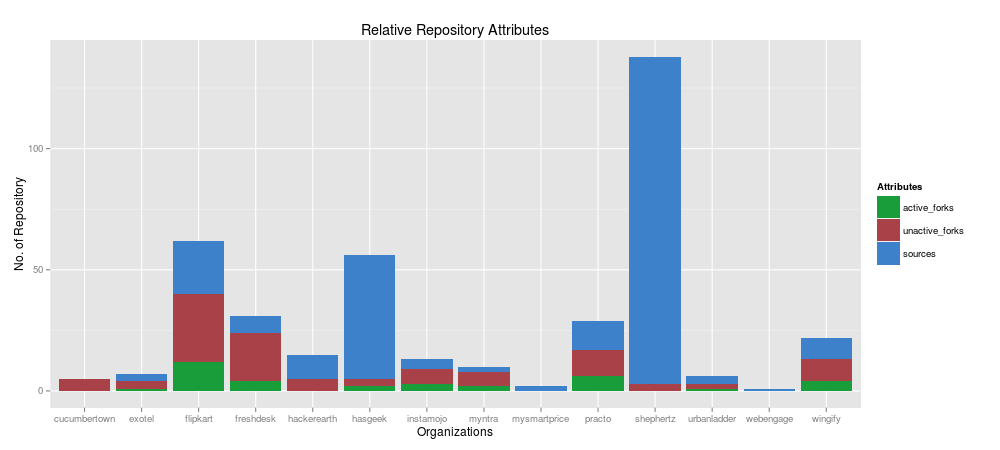 Relative Repository Attributes
No. of Repository
100
50
0
cucumbertown exotel flipkart freshdesk hackerearth hasgeek instamojo myntra mysmartprice practo shephertz urbanladder webengage wingify
Organizations
Attributes
active_forks
unactive_forks
sources